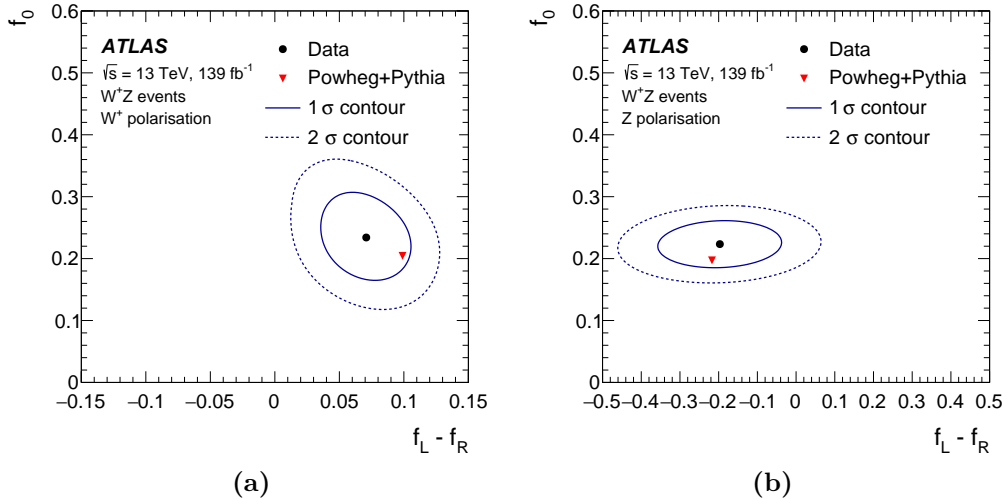 f0
ATLAS
√s = 13 TeV, 139 fb-1
W+Z events
W+ polarisation
Data
Powheg+Pythia
1 σ contour
2 σ contour
0.6
0.5
0.4
0.3
0.2
0.1
0
−0.15 −0.1 −0.05 0 0.05 0.1 0.15
fL - fR
(a)
f0
ATLAS
√s = 13 TeV, 139 fb-1
W+Z events
Z polarisation
Data
Powheg+Pythia
1 σ contour
2 σ contour
0.6
0.5
0.4
0.3
0.2
0.1
0
−0.5 −0.4 −0.3 −0.2 −0.1 0 0.1 0.2 0.3 0.4 0.5
fL - fR
(b)